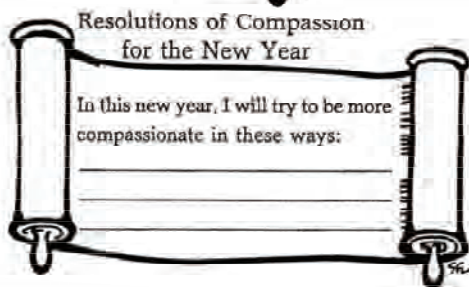 Resolutions of Compassion
for the New Year
In this new year, I will try to be more
compassionate in these ways: